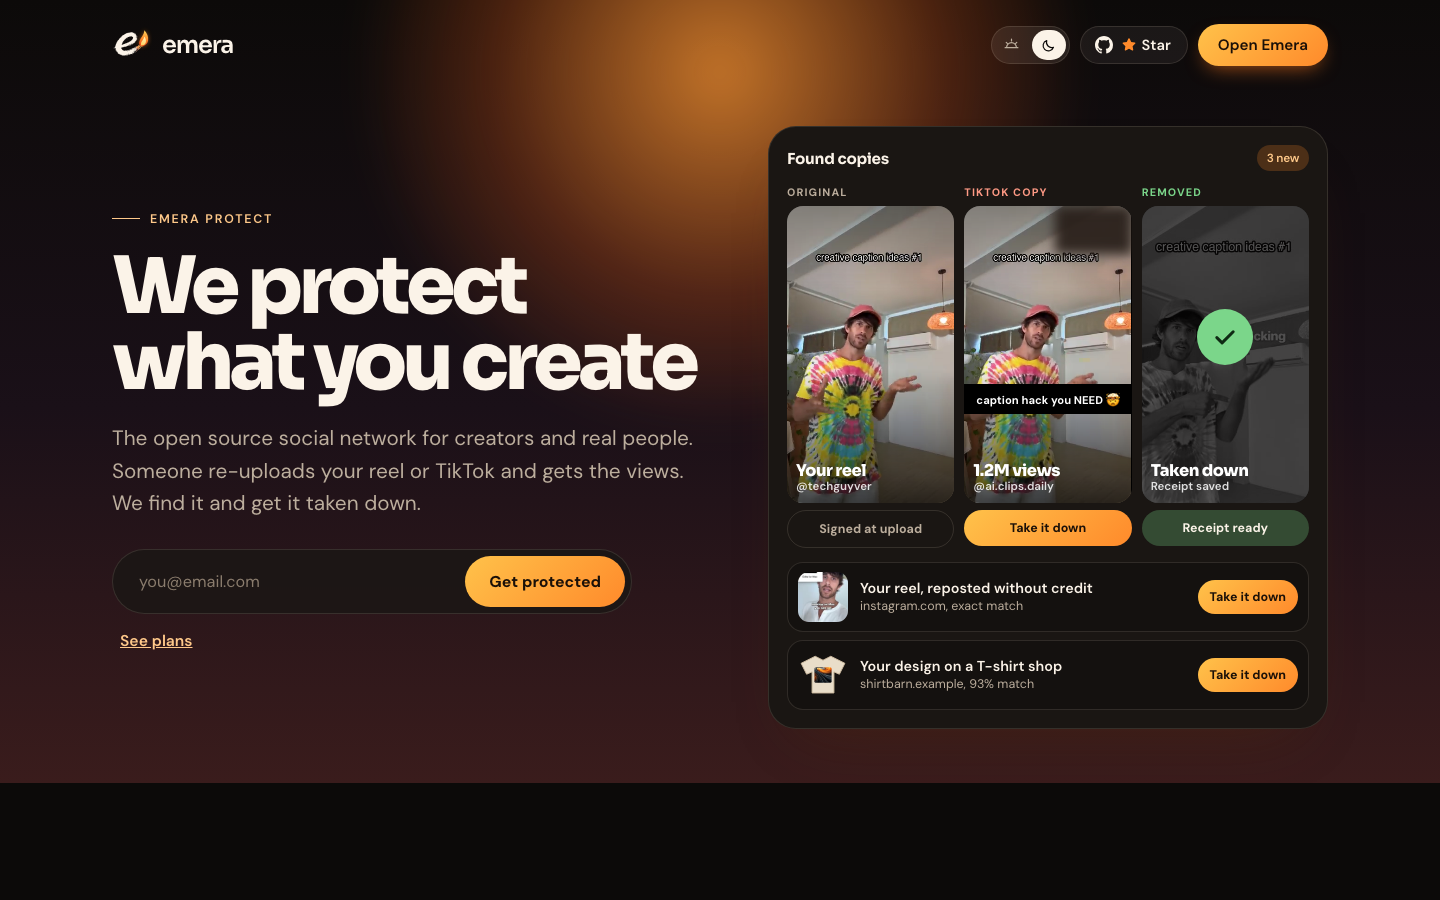 emera
Star
Open Emera
EMERA PROTECT
We protect
what you create
The open source social network for creators and real people.
Someone re-uploads your reel or TikTok and gets the views.
We find it and get it taken down.
you@email.com
Get protected
See plans
Found copies
3 new
ORIGINAL
TIKTOK COPY
REMOVED
creative caption ideas #1
creative caption ideas #1
creative caption ideas #1
cking
caption hack you NEED 🤯
Your reel
@techguyver
1.2M views
@ai.clips.daily
Taken down
Receipt saved
Signed at upload
Take it down
Receipt ready
Your reel, reposted without credit
instagram.com, exact match
Take it down
Your design on a T-shirt shop
shirtbarn.example, 93% match
Take it down